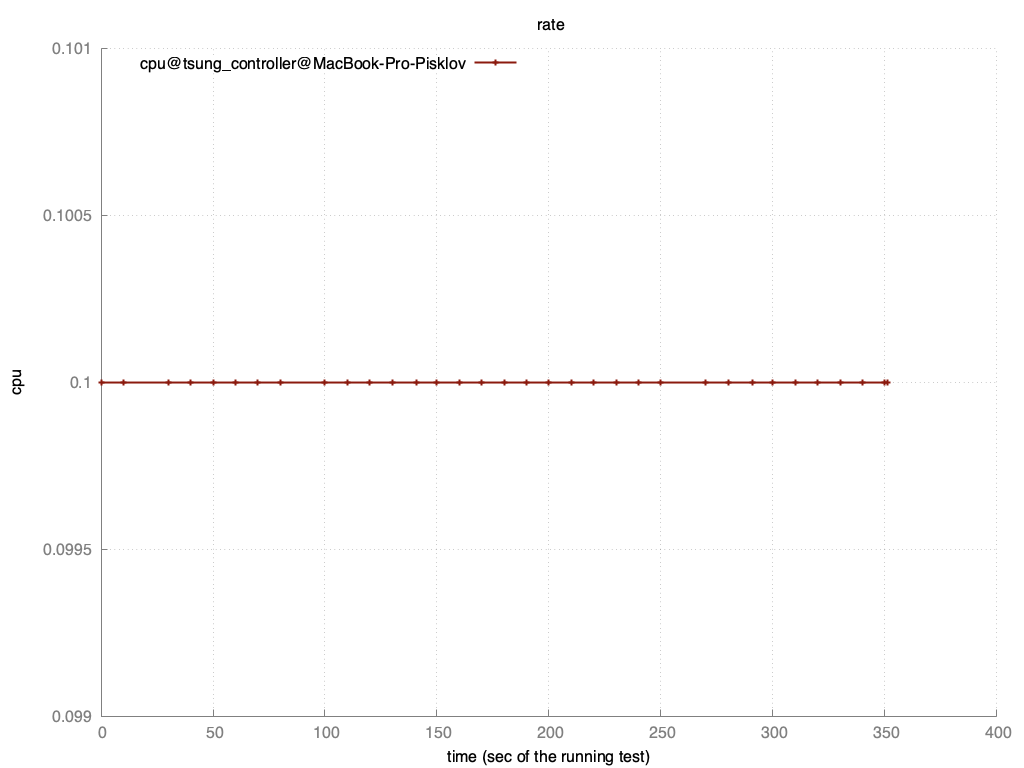 rate
0.101
cpu@tsung_controller@MacBook-Pro-Pisklov
0.1005
cpu
0.1
0.0995
0.099
0 50 100 150 200 250 300 350 400
time (sec of the running test)